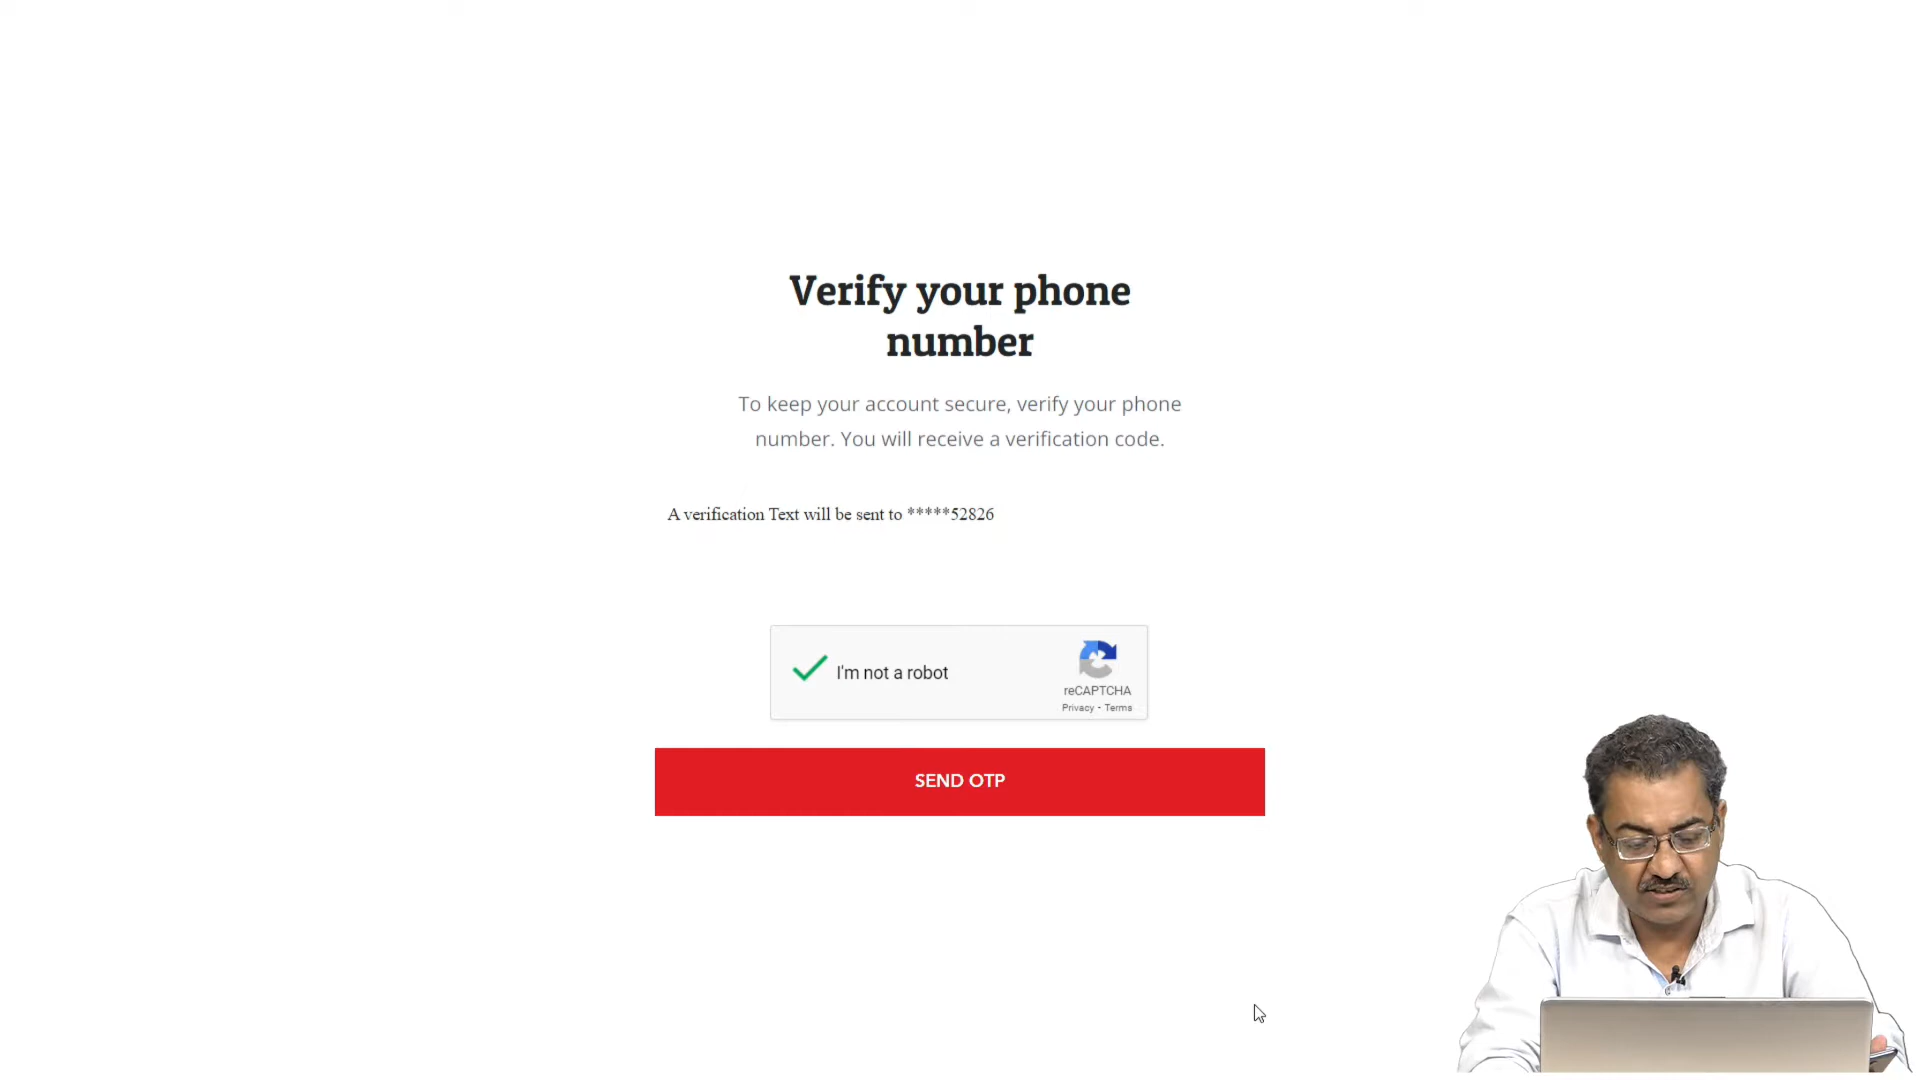 Verify your phone
number
To keep your account secure, verify your phone
number. You will receive a verification code.
A verification Text will be sent to *****52826
I'm not a robot
reCAPTCHA
Privacy - Terms
SEND OTP